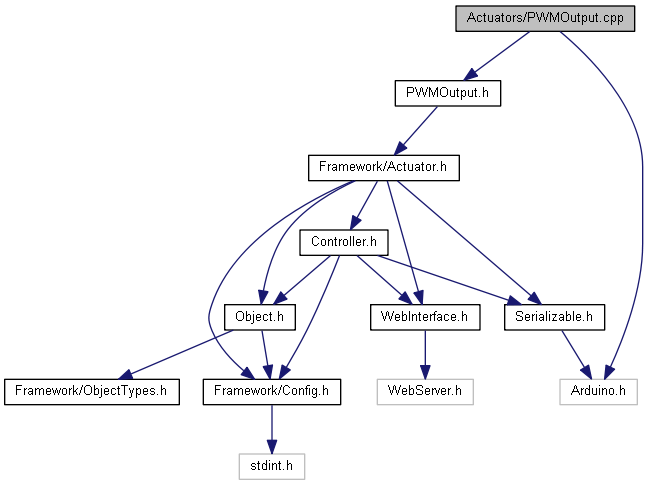 Actuators/PWMOutput.cpp
PWMOutput.h
Framework/Actuator.h
Controller.h
Object.h
WebInterface.h
Serializable.h
Framework/ObjectTypes.h
Framework/Config.h
WebServer.h
Arduino.h
stdint.h